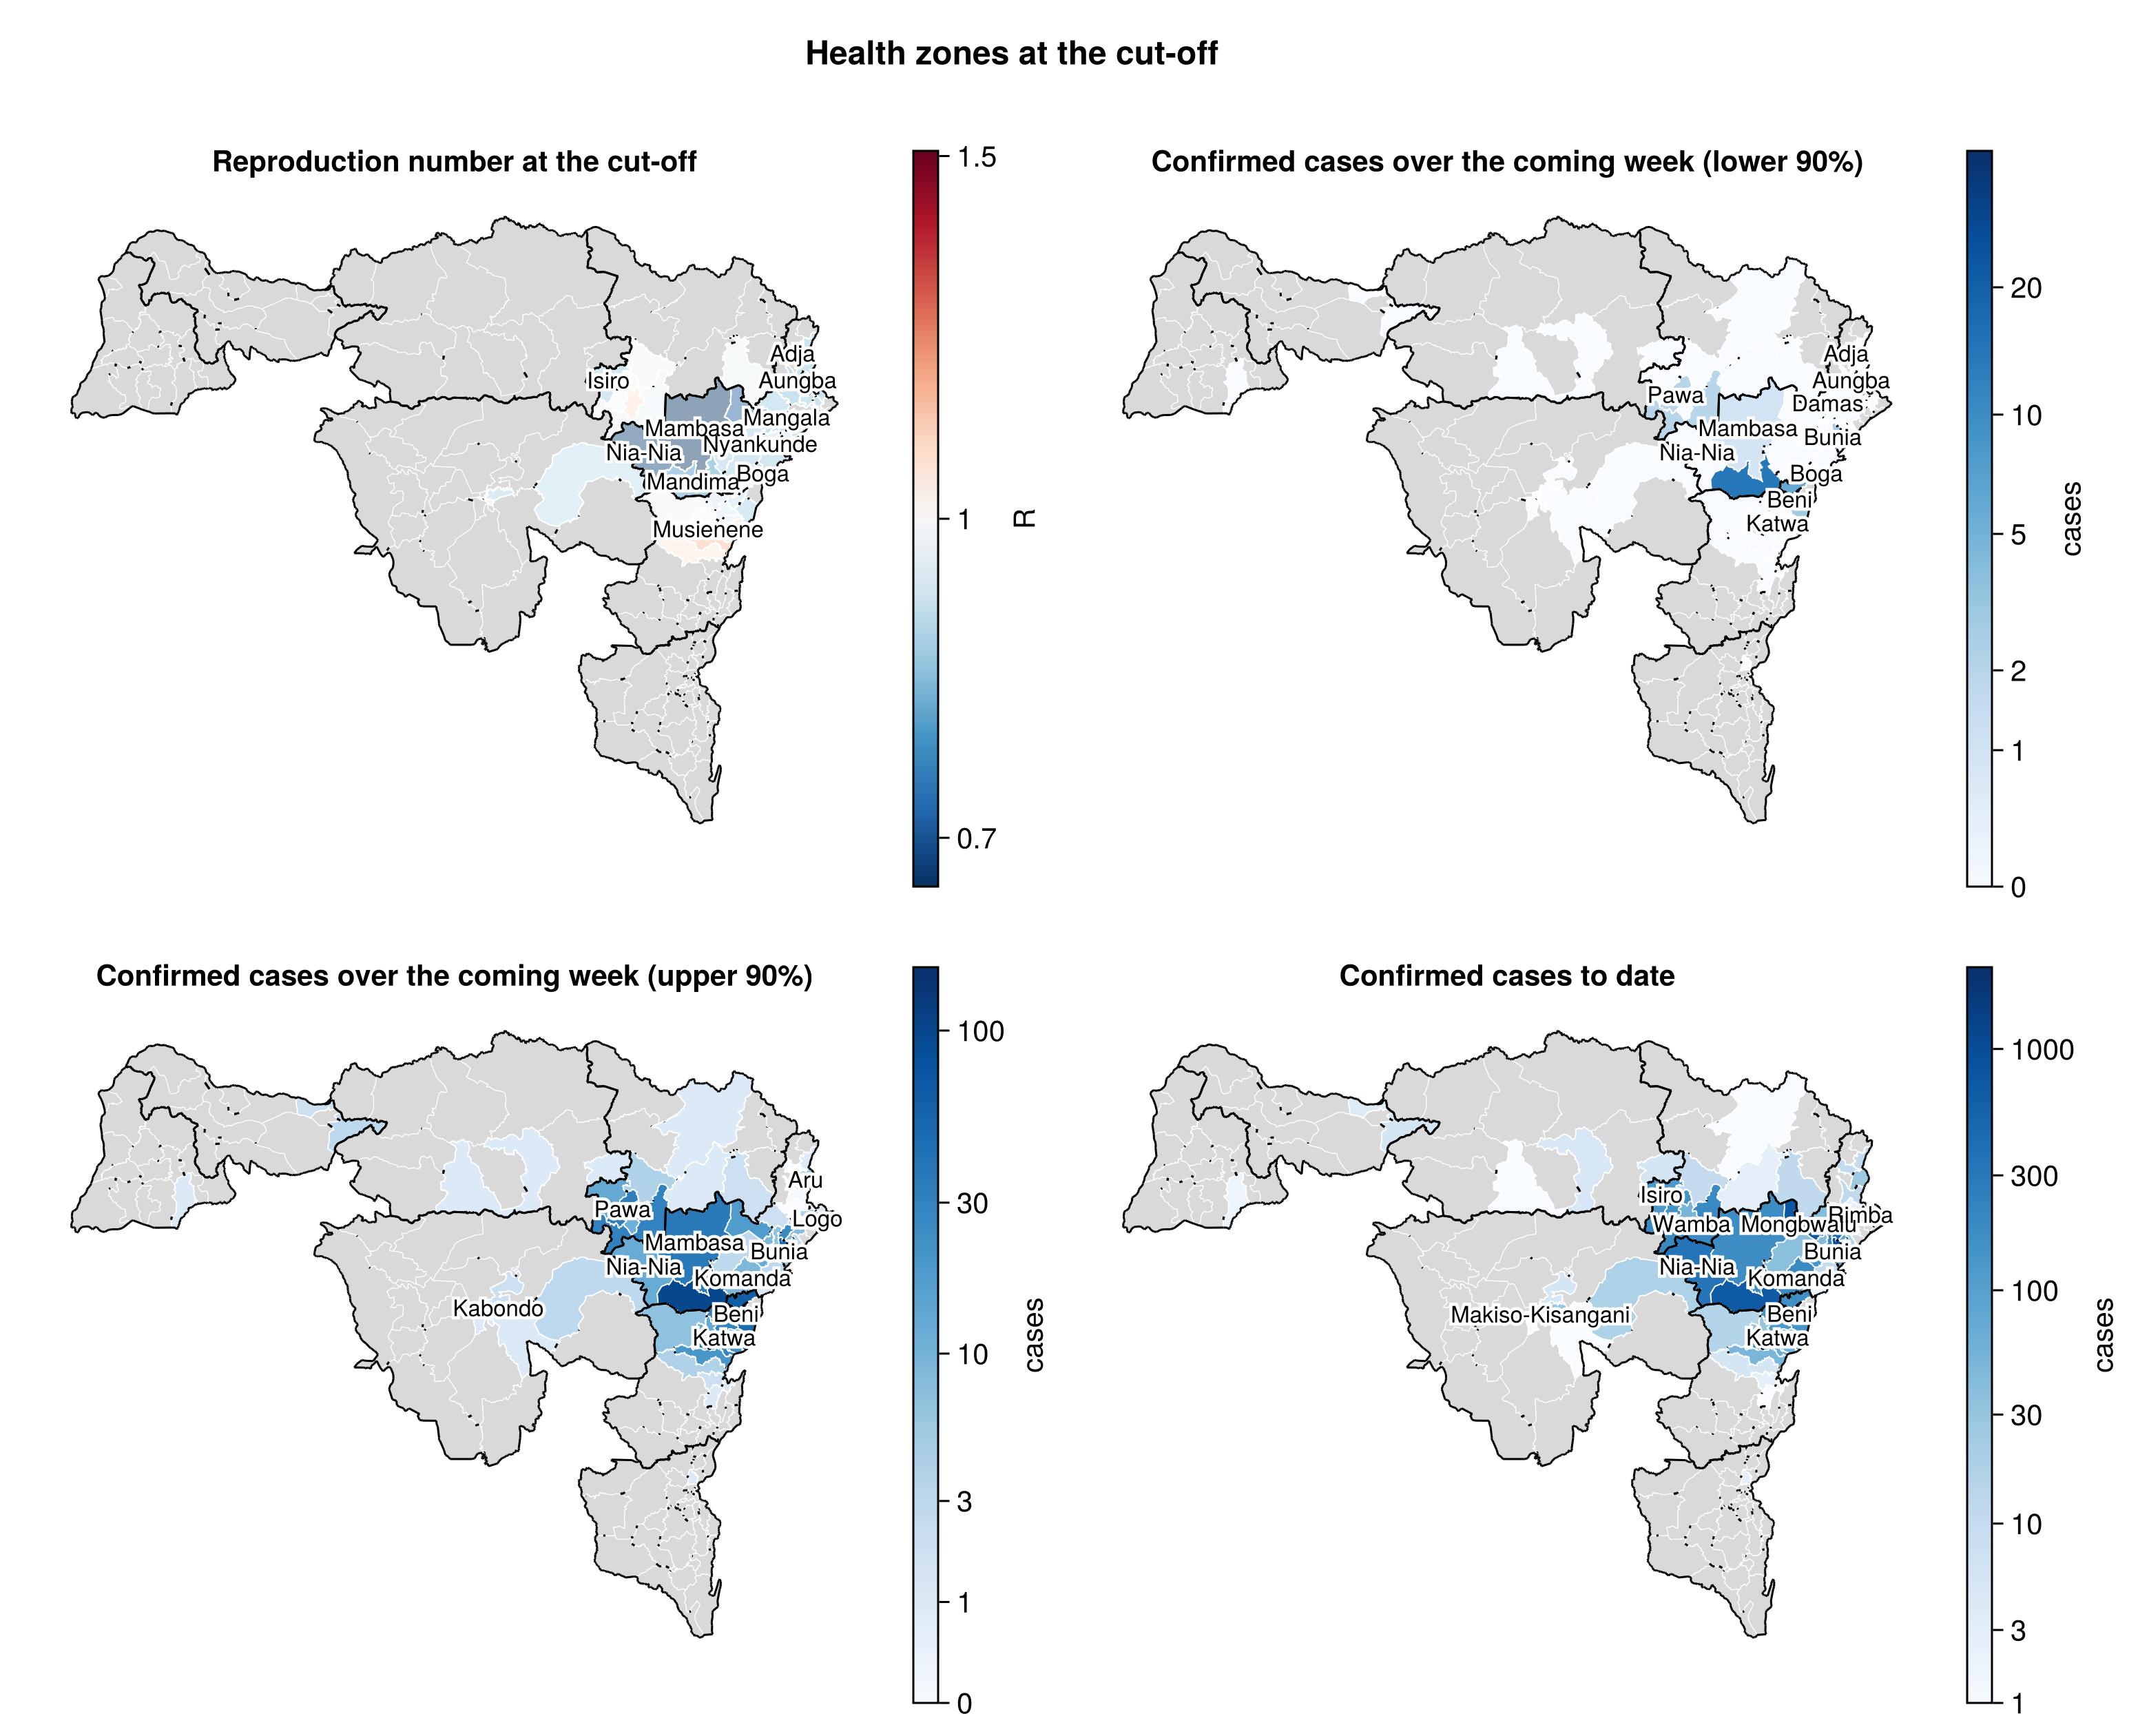 Health zones at the cut-off
Reproduction number at the cut-off
Adja
Isiro
Aungba
Mangala
Mambasa
Nyankunde
Nia-Nia
Boga
Mandima
Musienene
1.5
1
0.7
R
Confirmed cases over the coming week (lower 90%)
Adja
Aungba
Pawa
Damas
Mambasa
Bunia
Nia-Nia
Boga
Beni
Katwa
20
10
5
2
1
0
cases
Confirmed cases over the coming week (upper 90%)
Aru
Pawa
Logo
Mambasa
Bunia
Nia-Nia
Komanda
Kabondo
Beni
Katwa
100
30
10
3
1
0
cases
Confirmed cases to date
Isiro
Rimba
Wamba
Mongbwalu
Bunia
Nia-Nia
Komanda
Makiso-Kisangani
Beni
Katwa
1000
300
100
30
10
3
1
cases